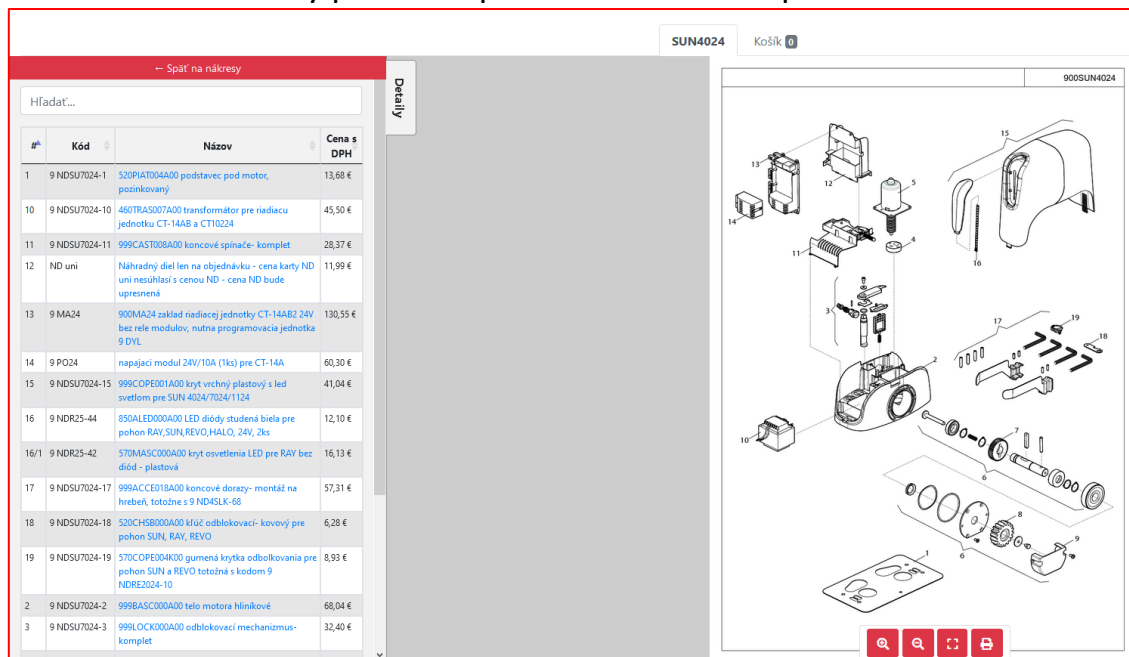 SUN4024
Košík 0
← Späť na nákresy
Detaily
Hľadať...
# Kód Názov Cena s
DPH
1 9 NDSU7024-1 520PIAT004A00 podstavec pod motor, 13,68 €
pozinkovaný
10 9 NDSU7024-10 460TRAS007A00 transformátor pre riadiacu 45,50 €
jednotku CT-14AB a CT10224
11 9 NDSU7024-11 999CAST008A00 koncové spínače- komplet 28,37 €
12 ND uni Náhradný diel len na objednávku - cena karty ND 11,99 €
uni nesúhlasí s cenou ND - cena ND bude
upresnená
13 9 MA24 900MA24 zaklad riadiacej jednotky CT-14AB2 24V 130,55 €
bez rele modulov, nutna programovacia jednotka
9 DYL
14 9 PO24 napajaci modul 24V/10A (1ks) pre CT-14A 60,30 €
15 9 NDSU7024-15 999COPE001A00 kryt vrchný plastový s led 41,04 €
svetlom pre SUN 4024/7024/1124
16 9 NDR25-44 850ALED000A00 LED diódy studená biela pre 12,10 €
pohon RAY,SUN,REVO,HALO, 24V, 2ks
16/1 9 NDR25-42 570MASC000A00 kryt osvetlenia LED pre RAY bez 16,13 €
diód - plastová
17 9 NDSU7024-17 999ACCE018A00 koncové dorazy- montáž na 57,31 €
hrebeň, totožne s 9 ND4SLK-68
18 9 NDSU7024-18 520CHSB000A00 kľúč odblokovací- kovový pre 6,28 €
pohon SUN, RAY, REVO
19 9 NDSU7024-19 570COPE004K00 gumená krytka odbolkovania pre 8,93 €
pohon SUN a REVO totožná s kodom 9
NDRE2024-10
2 9 NDSU7024-2 999BASC000A00 telo motora hliníkové 68,04 €
3 9 NDSU7024-3 999LOCK000A00 odblokovací mechanizmus- 32,40 €
komplet
900SUN4024
15
13
12
5
14
4
11
16
3
17
19
18
2
10
7
6
8
9
6
1